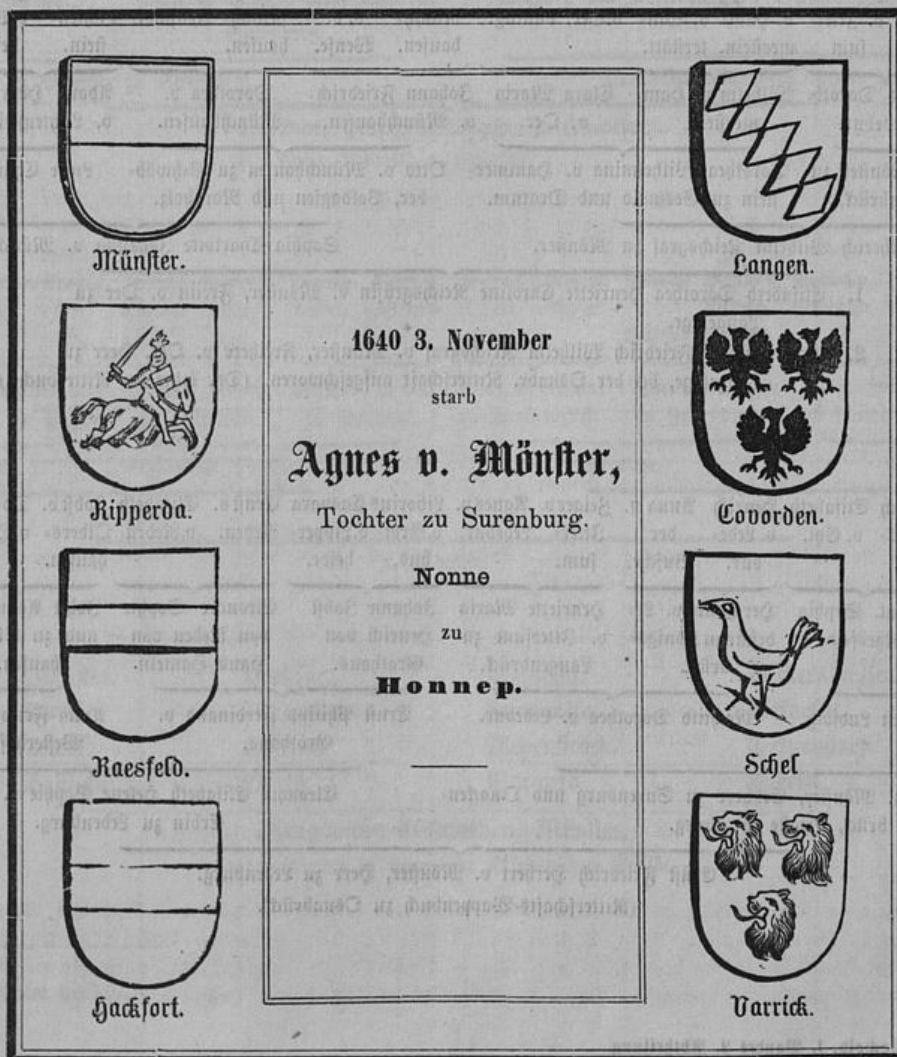 Münſter.
Langen.
1640 3. November
ſtarb
Ripperda.
Agnes v. Mönſter,
Covorden.
Tochter zu Surenburg.
Nonne
zu
Honnep.
Raesfeld.
Schel
Hackfort.
Varrick.